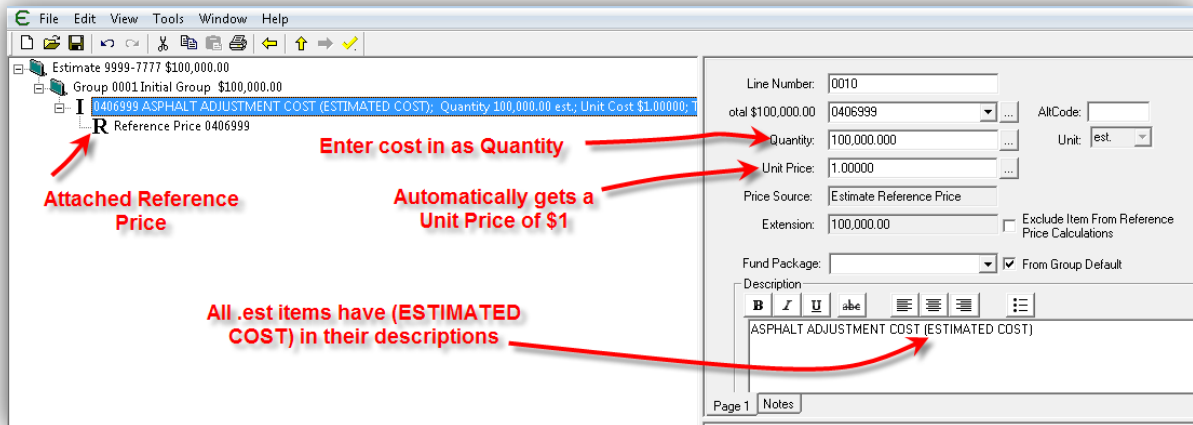 File Edit View Tools Window Help
Estimate 9999-7777 $100,000.00
Group 0001 Initial Group $100,000.00
I 0406999 ASPHALT ADJUSTMENT COST (ESTIMATED COST); Quantity 100,000.00 est.; Unit Cost $1.00000; T
R Reference Price 0406999
Attached Reference
Price
Enter cost in as Quantity
Automatically gets a
Unit Price of $1
All .est items have (ESTIMATED
COST) in their descriptions
Line Number: 0010
otal $100,000.00 0406999 ... AltCode:
Quantity: 100,000.000 ... Unit: est.
Unit Price: 1.00000 ...
Price Source: Estimate Reference Price
Extension: 100,000.00 Exclude Item From Reference
Price Calculations
Fund Package: From Group Default
Description
B I U abc
ASPHALT ADJUSTMENT COST (ESTIMATED COST)
Page 1 Notes